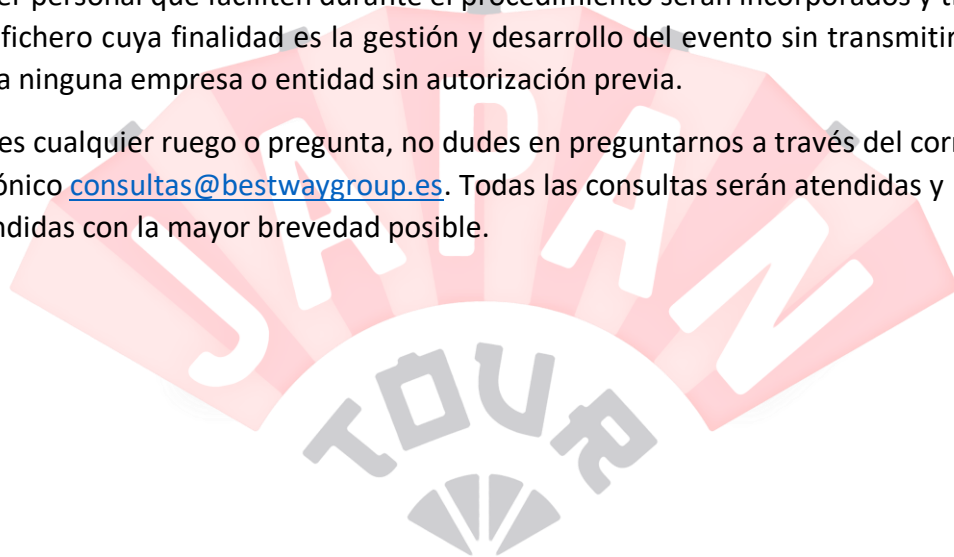 er personal que faciliten durante el procedimiento serán incorporados y t
fichero cuya finalidad es la gestión y desarrollo del evento sin transmitir
a ninguna empresa o entidad sin autorización previa.
es cualquier ruego o pregunta, no dudes en preguntarnos a través del corr
ónico consultas@bestwaygroup.es. Todas las consultas serán atendidas y
ndidas con la mayor brevedad posible.
JAPAN
TOUR